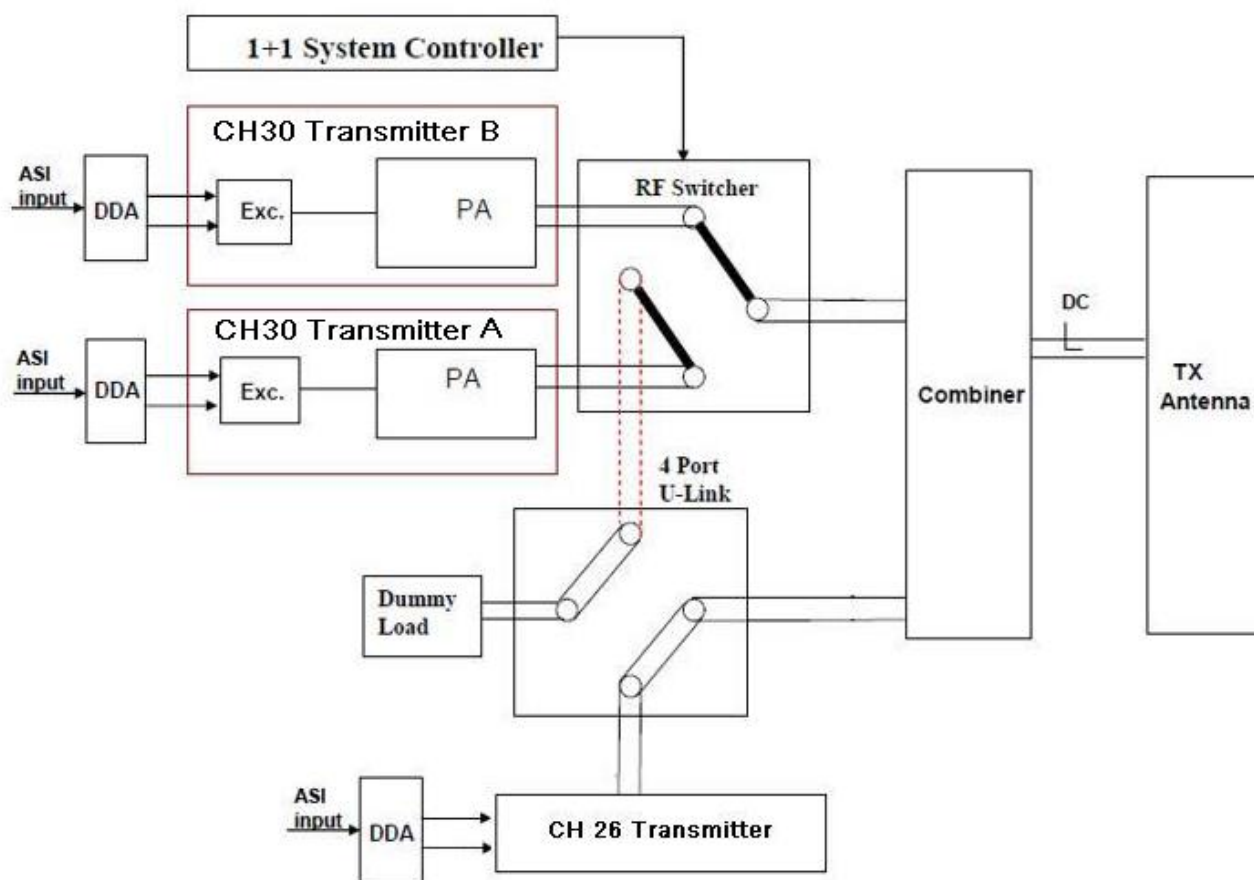 1+1 System Controller
CH30 Transmitter B
ASI
input
DDA
Exc.
PA
RF Switcher
CH30 Transmitter A
ASI
input
DDA
Exc.
PA
DC
Combiner
TX
Antenna
4 Port
U-Link
Dummy
Load
ASI
input
DDA
CH 26 Transmitter